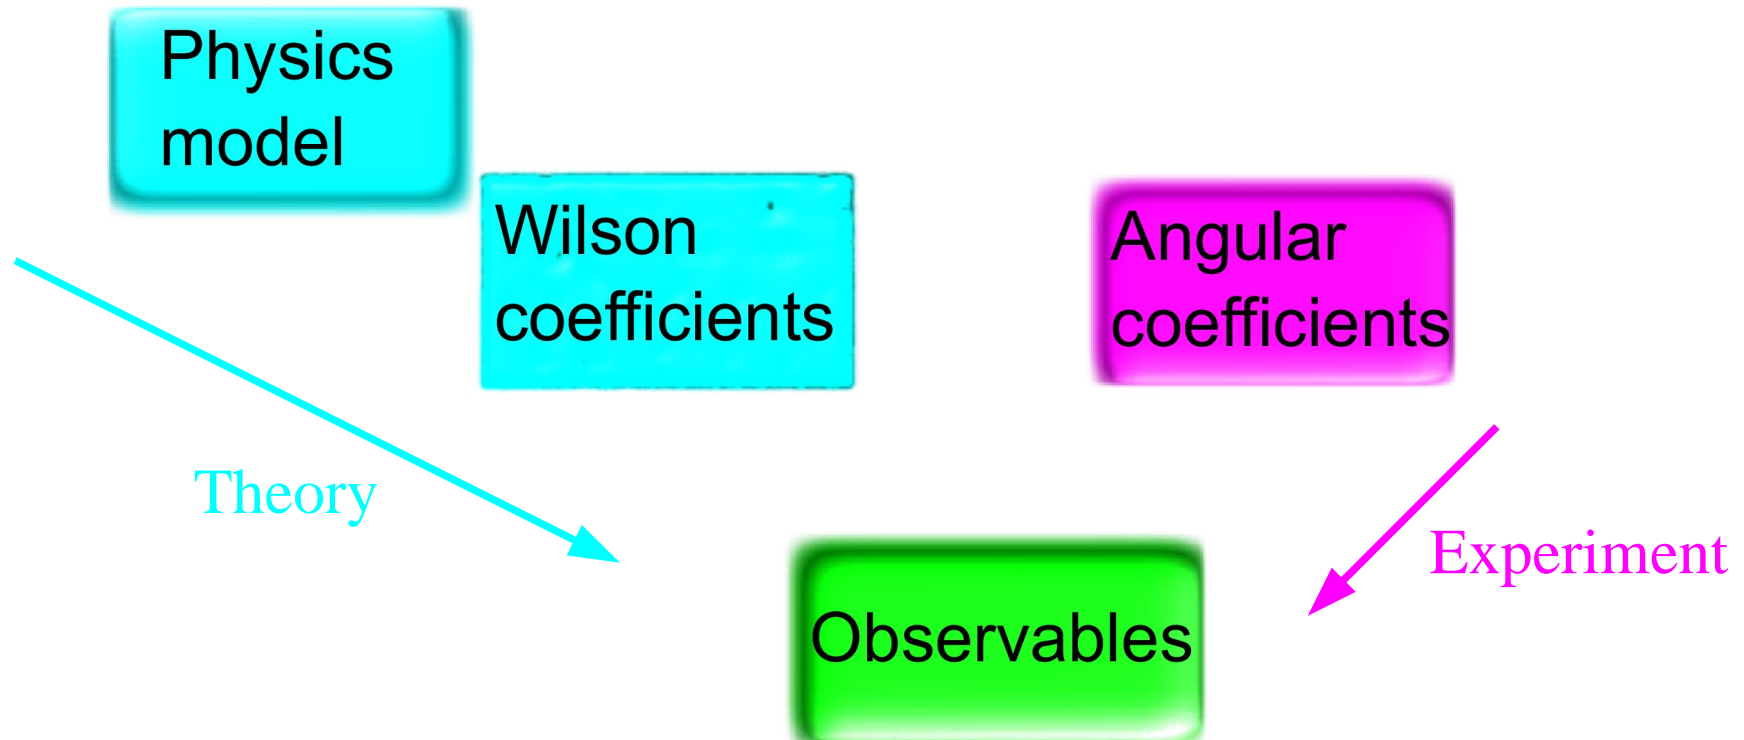 Physics
model
Wilson
coefficients
Angular
coefficients
Theory
Experiment
Observables